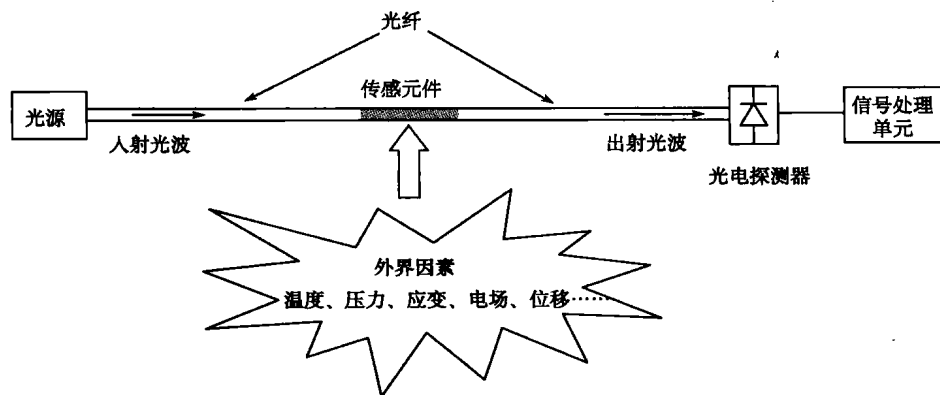 光纤
传感元件
光源
信号处理
单元
入射光波
出射光波
光电探测器
外界因素
温度、压力、应变、电场、位移……